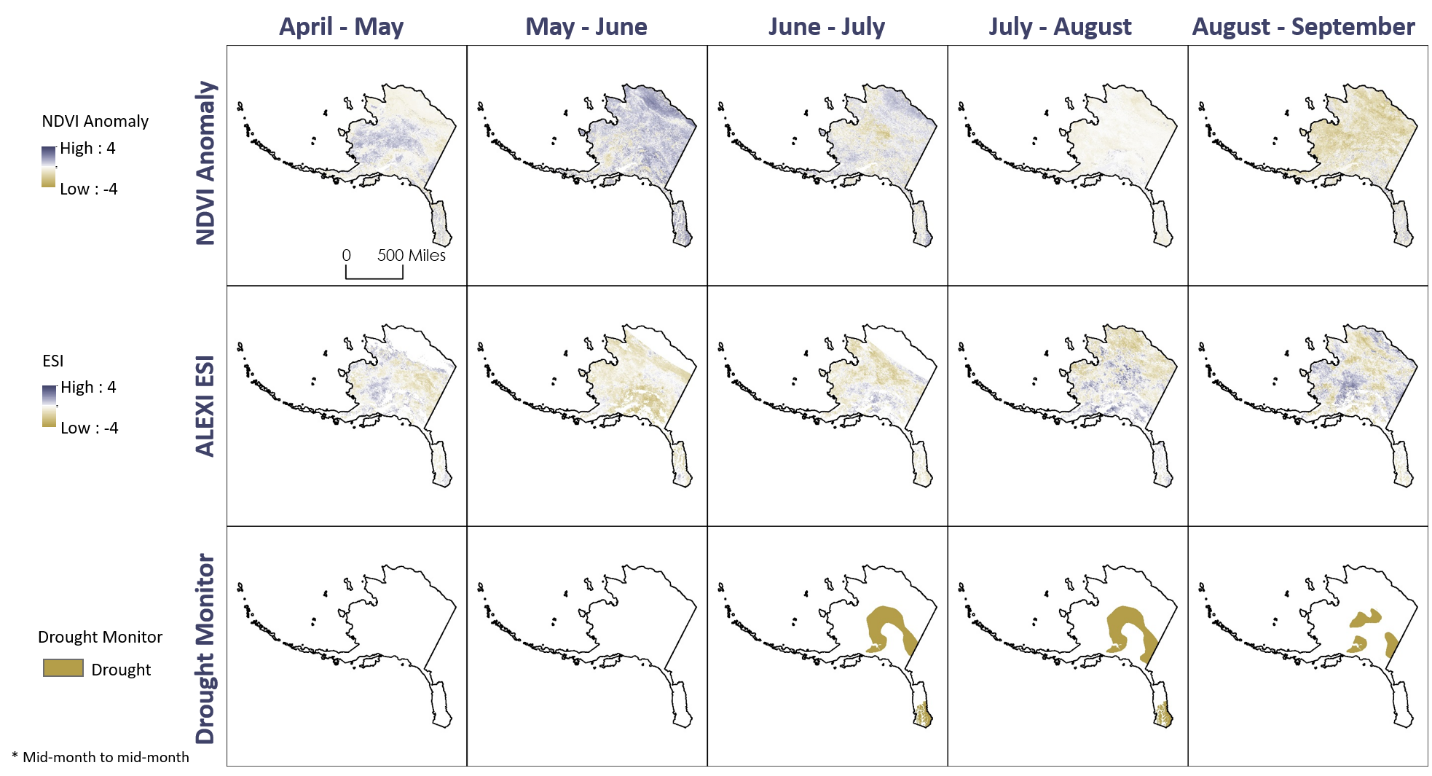 April - May
May - June
June - July
July - August
August - September
NDVI Anomaly
High : 4
Low : -4
NDVI Anomaly
0 500 Miles
ESI
High : 4
Low : -4
ALEXI ESI
Drought Monitor
Drought
Drought Monitor
* Mid-month to mid-month